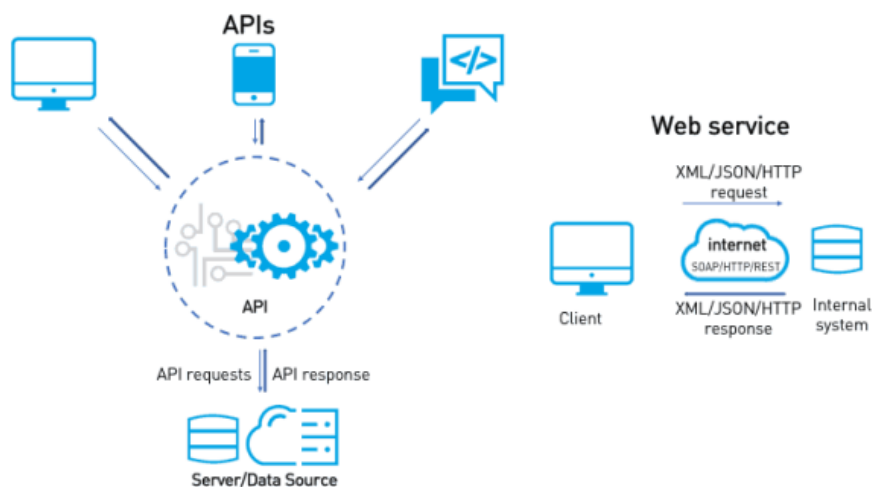 APIs
</>
API
API requests
API response
Server/Data Source
Web service
XML/JSON/HTTP
request
internet
SOAP/HTTP/REST
XML/JSON/HTTP
response
Client
Internal
system